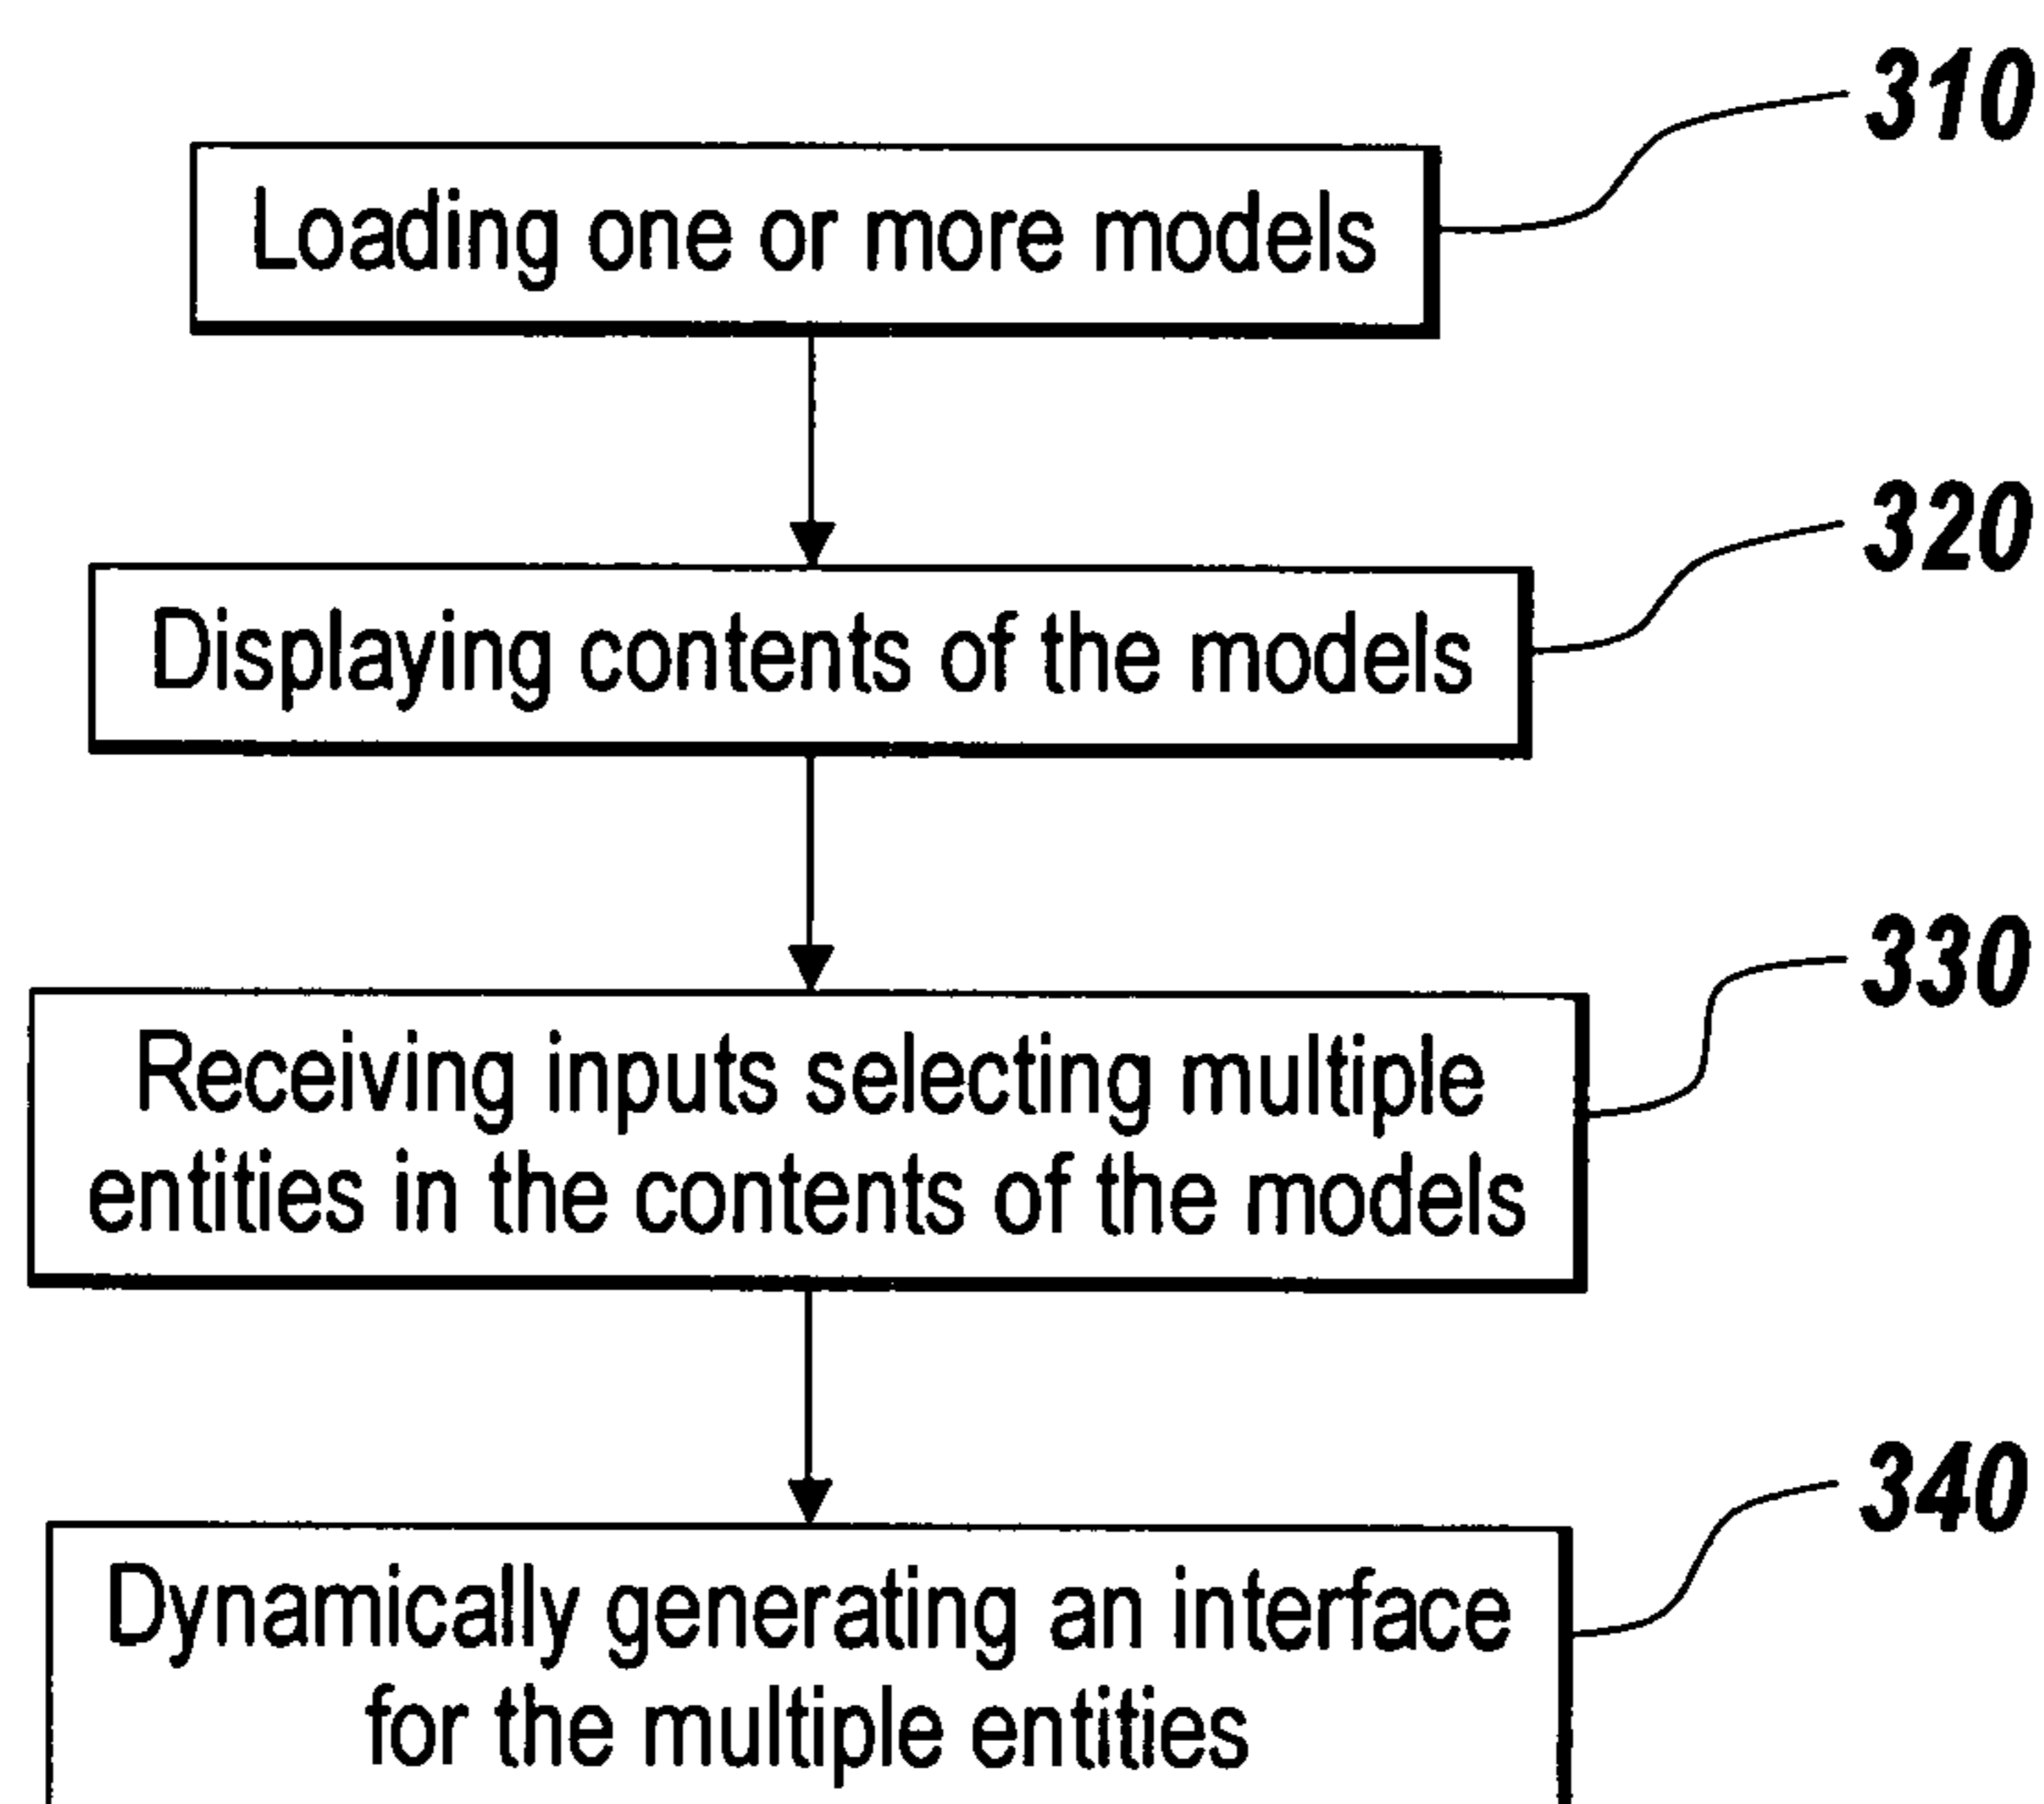 310
Loading one or more models
320
Displaying contents of the models
330
Receiving inputs selecting multiple
entities in the contents of the models
340
Dynamically generating an interface
for the multiple entities